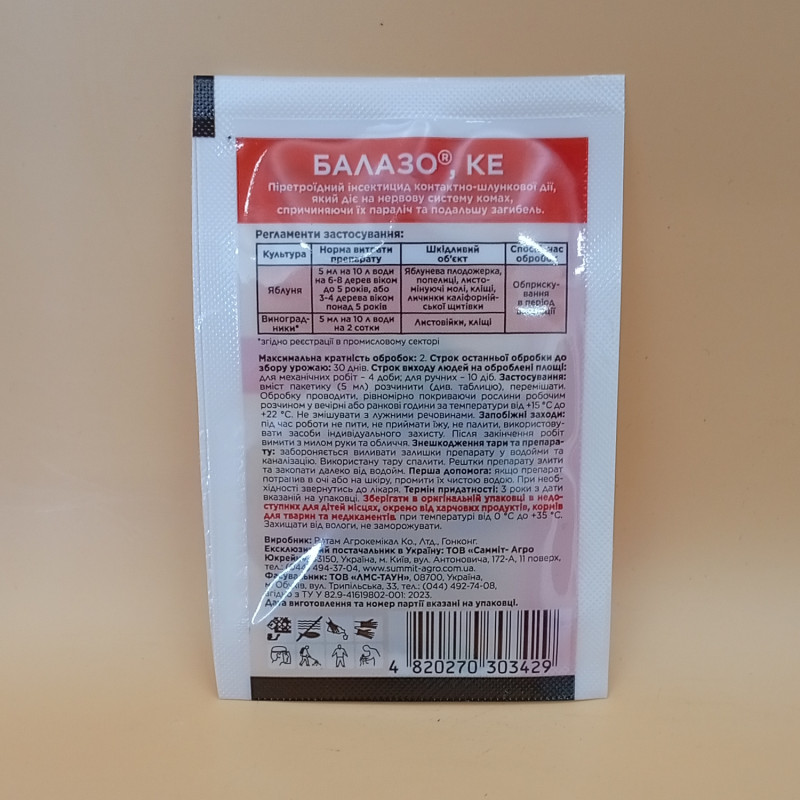 БАЛАЗО®, КЕ
Піретроїдний інсектицид контактно-шлункової дії,
який діє на нервову систему комах,
спричиняючи їх параліч та подальшу загибель.
Регламенти застосування:
Культура Норма витрати препарату Шкідливий об'єкт
Яблуня 5 мл на 10 л води на 6-8 дерев віком до 5 років, або 3-4 дерева віком понад 5 років Яблунева плодожерка, попелиці, листо-мінуючі молі, кліщі, личинки каліфорній-ської щитівки Обприску-вання в період
Виноград-ники* 5 мл на 10 л води на 2 сотки Листовійки, кліщі
*згідно реєстрації в промисловому секторі
Максимальна кратність обробок: 2. Строк останньої обробки до
збору урожаю: 30 днів. Строк виходу людей на оброблені площі:
для механічних робіт – 4 доби; для ручних – 10 діб. Застосування:
вміст пакетику (5 мл) розчинити (див. таблицю), перемішати.
Обробку проводити, рівномірно покриваючи рослини робочим
розчином у вечірні або ранкові години за температури від +15 °С до
+22 °С. Не змішувати з лужними речовинами. Запобіжні заходи:
під час роботи не пити, не приймати їжу, не палити, використову-
вати засоби індивідуального захисту. Після закінчення робіт
вимити з милом руки та обличчя. Знешкодження тари та препара-
ту: забороняється виливати залишки препарату у водойми та
каналізацію. Використану тару спалити. Рештки препарату злити
та закопати далеко від водойм. Перша допомога: якщо препарат
потрапив в очі або на шкіру, промити їх чистою водою. При необ-
хідності звернутись до лікаря. Термін придатності: 3 роки з дати
вказаній на упаковці. Зберігати в оригінальній упаковці в недо-
ступних для дітей місцях, окремо від харчових продуктів, кормів
для тварин та медикаментів, при температурі від 0 °С до +35 °С.
Захищати від вологи, не заморожувати.
Виробник: Ротам Агрокемікал Ко., Лтд., Гонконг.
Ексклюзивний постачальник в Україну: ТОВ «Самміт- Агро
Юкрейн», 03150, Україна, м. Київ, вул. Антоновича, 172-А, 11 поверх,
тел.: (044) 494-37-04, www.summit-agro.com.ua.
Фасувальник: ТОВ «ЛМС-ТАУН», 08700, Україна,
м. Обухів, вул. Трипільська, 33. тел.: (044) 492-74-08,
згідно з ТУ У 82.9-41619802-001: 2023.
Дата виготовлення та номер партії вказані на упаковці.
4 820270 303429